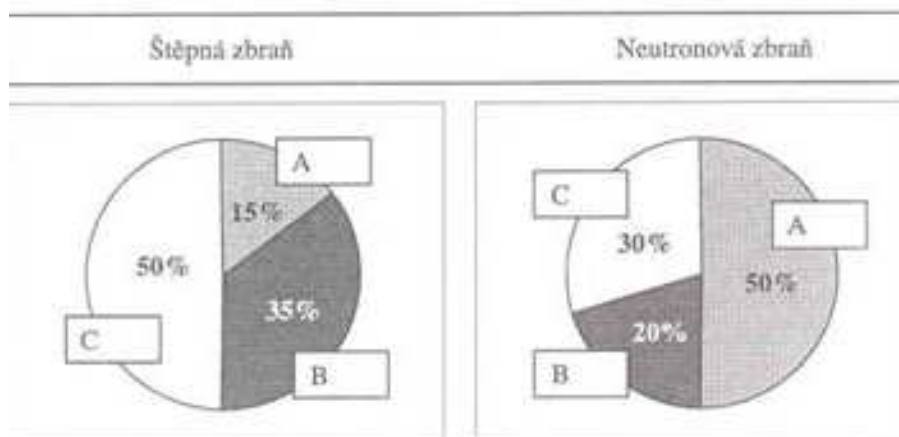 Štěpná zbraň
Neutronová zbraň
A
15%
50%
35%
C
B
C
A
30%
50%
20%
B